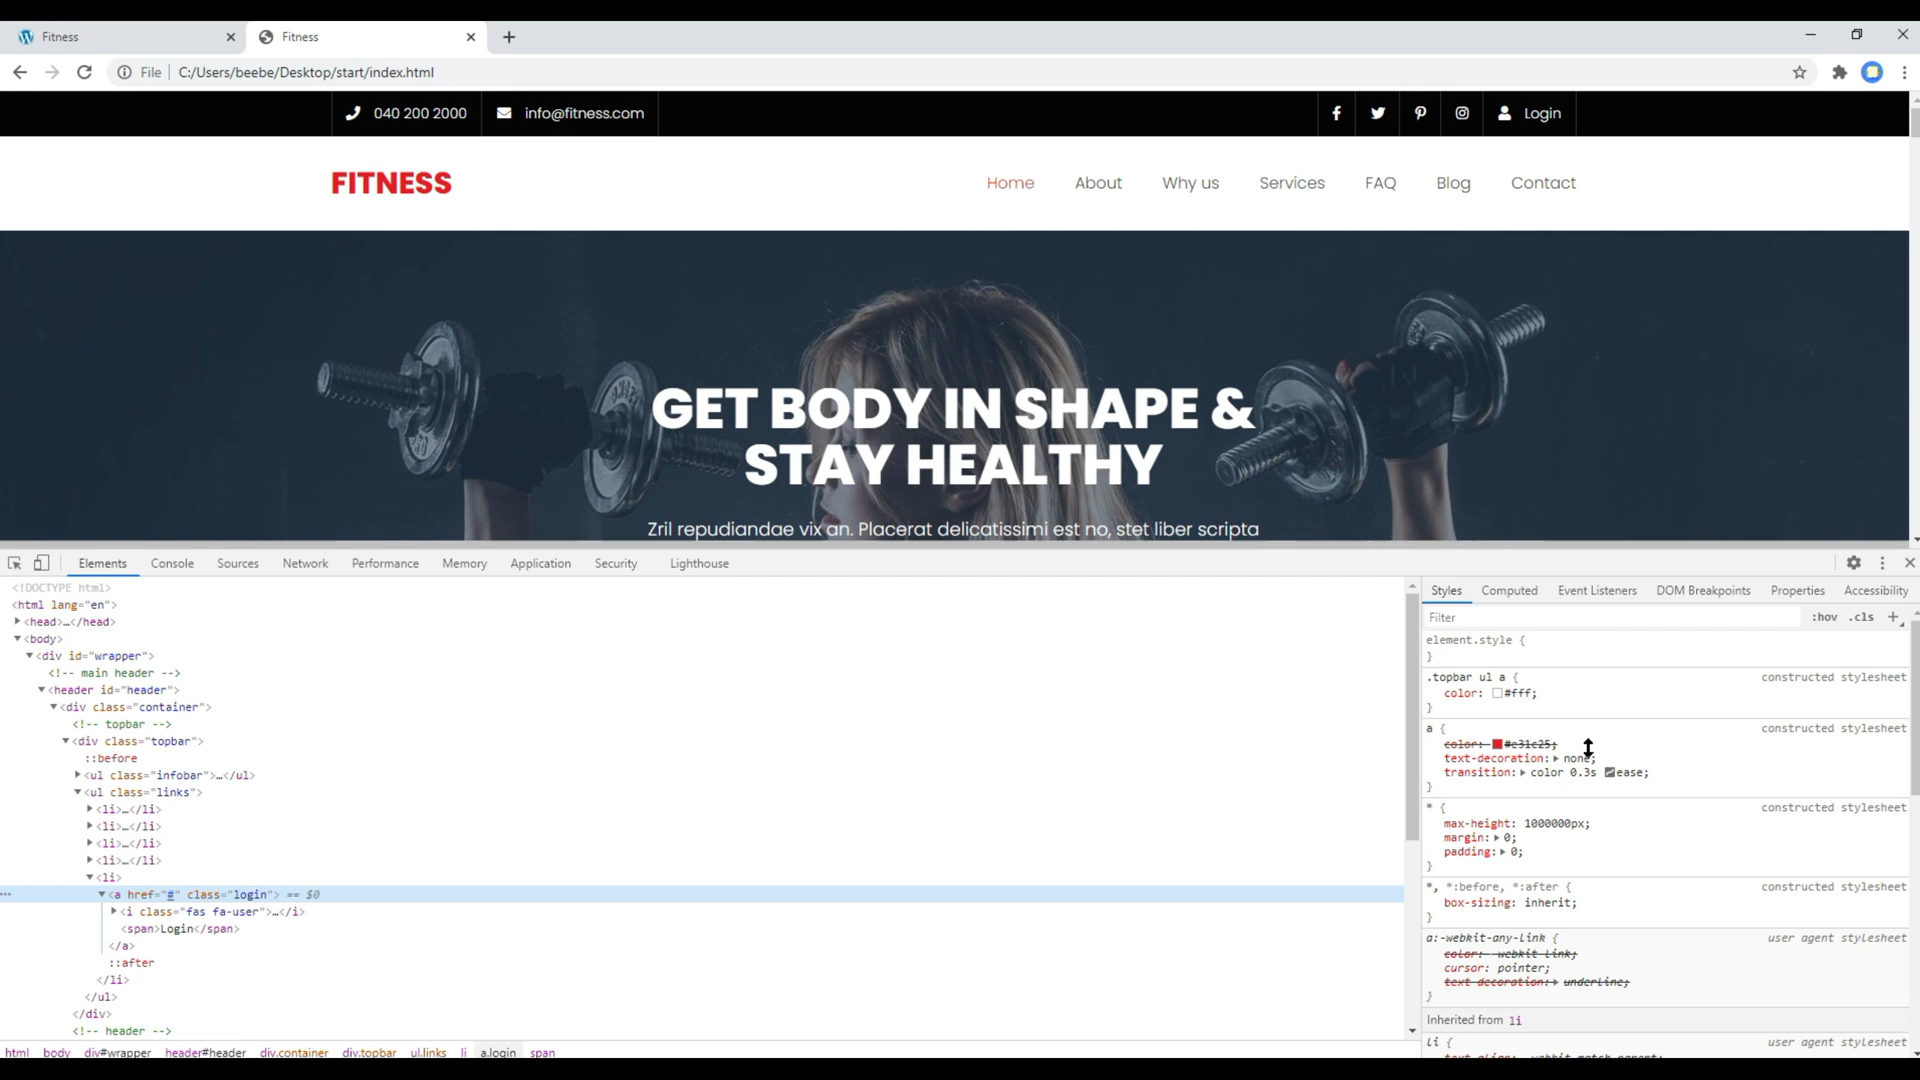 Fitness
Fitness
File C:/Users/beebe/Desktop/start/index.html
040 200 2000 info@fitness.com Login
FITNESS
Home About Why us Services FAQ Blog Contact
GET BODY IN SHAPE &
STAY HEALTHY
Zril repudiandae vix an. Placerat delicatissimi est no, stet liber scripta
Elements Console Sources Network Performance Memory Application Security Lighthouse
<!DOCTYPE html>
<html lang="en">
<head>…</head>
<body>
<div id="wrapper">
<!-- main header -->
<header id="header">
<div class="container">
<!-- topbar -->
<div class="topbar">
::before
<ul class="infobar">…</ul>
<ul class="links">
<li>…</li>
<li>…</li>
<li>…</li>
<li>…</li>
<li>
<a href="#" class="login"> == $0
<i class="fas fa-user">…</i>
<span>Login</span>
</a>
::after
</li>
</ul>
</div>
<!-- header -->
html body div#wrapper header#header div.container div.topbar ul.links li a.login span
Styles Computed Event Listeners DOM Breakpoints Properties Accessibility
Filter :hov .cls +
element.style {
}
.topbar ul a { constructed stylesheet
color: #fff;
}
a { constructed stylesheet
color: #e31c25;
text-decoration: none;
transition: color 0.3s ease;
}
* { constructed stylesheet
max-height: 1000000px;
margin: 0;
padding: 0;
}
*, *:before, *:after { constructed stylesheet
box-sizing: inherit;
}
a:-webkit-any-link { user agent stylesheet
color: -webkit-link;
cursor: pointer;
text-decoration: underline;
}
Inherited from li
li { user agent stylesheet